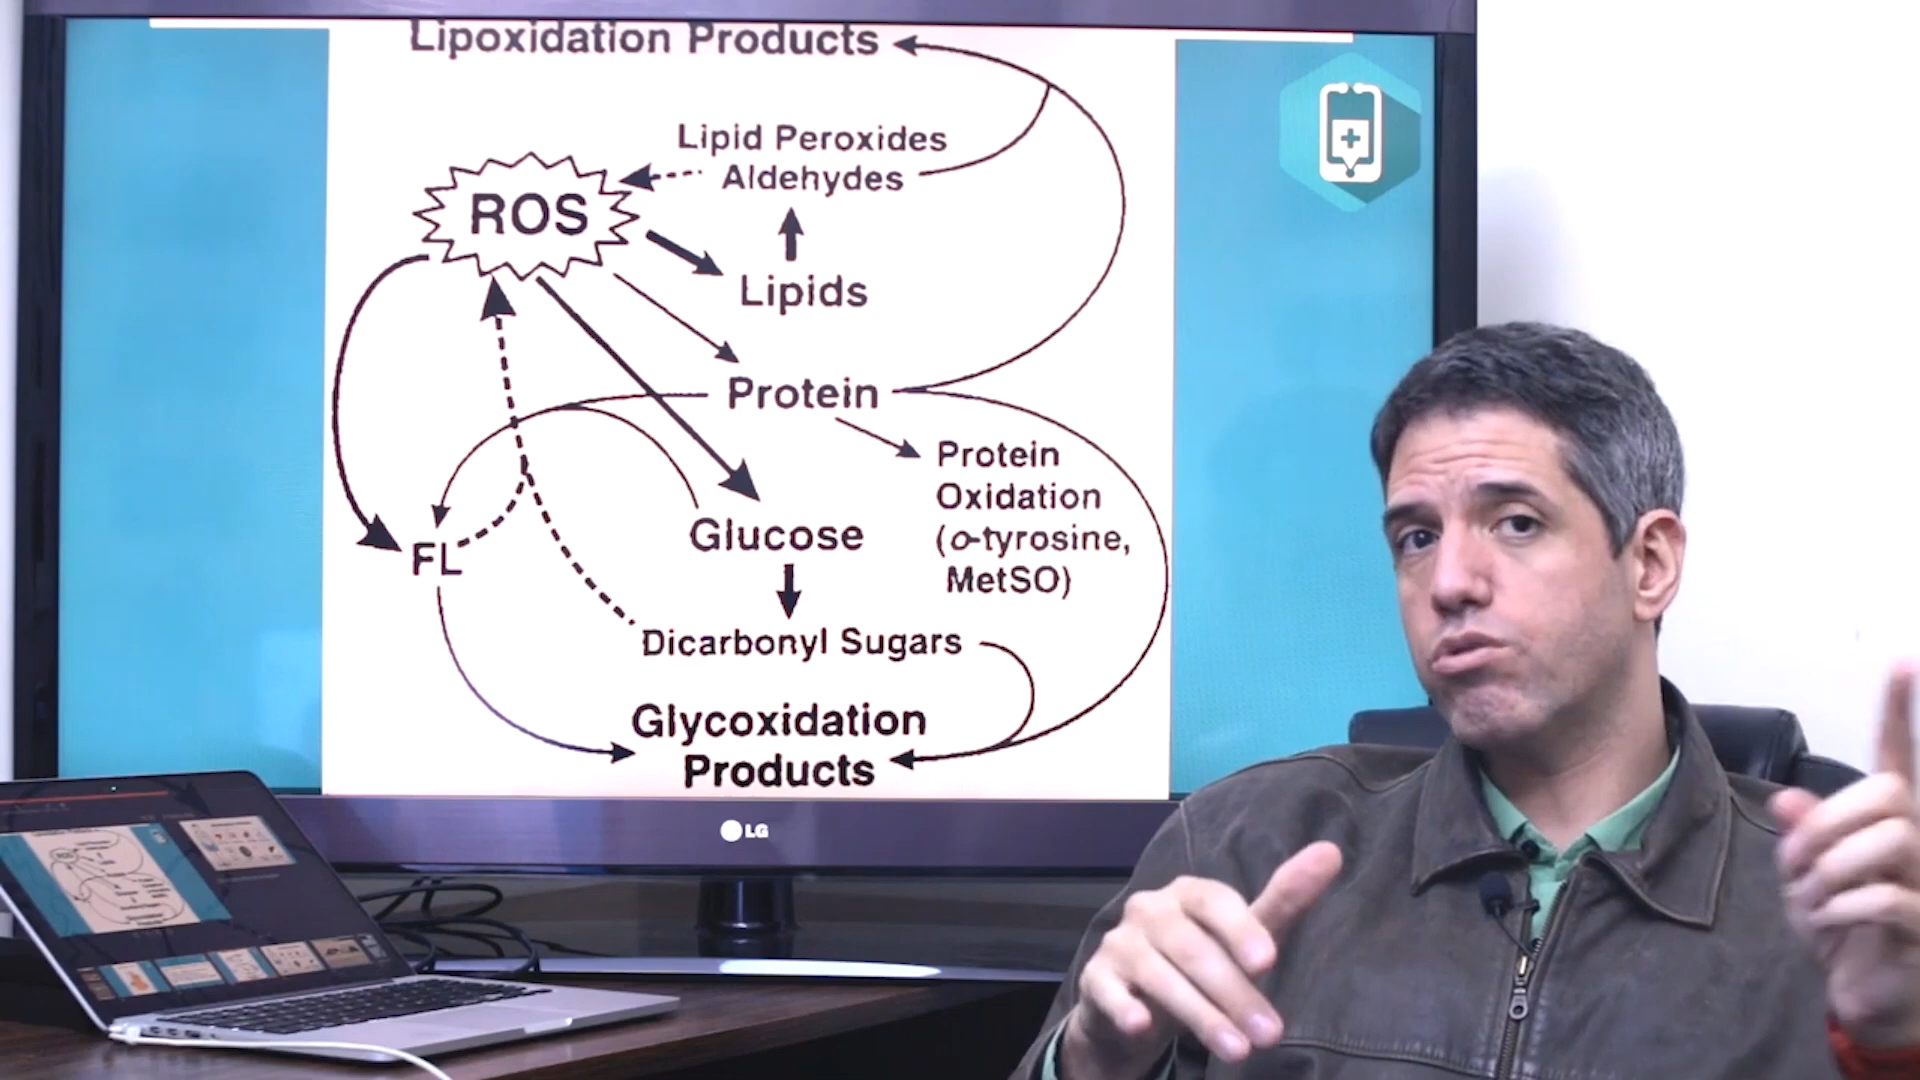 Lipoxidation Products
Lipid Peroxides
Aldehydes
ROS
Lipids
Protein
Protein
Oxidation
(o-tyrosine,
MetSO)
Glucose
FL
Dicarbonyl Sugars
Glycoxidation
Products
LG